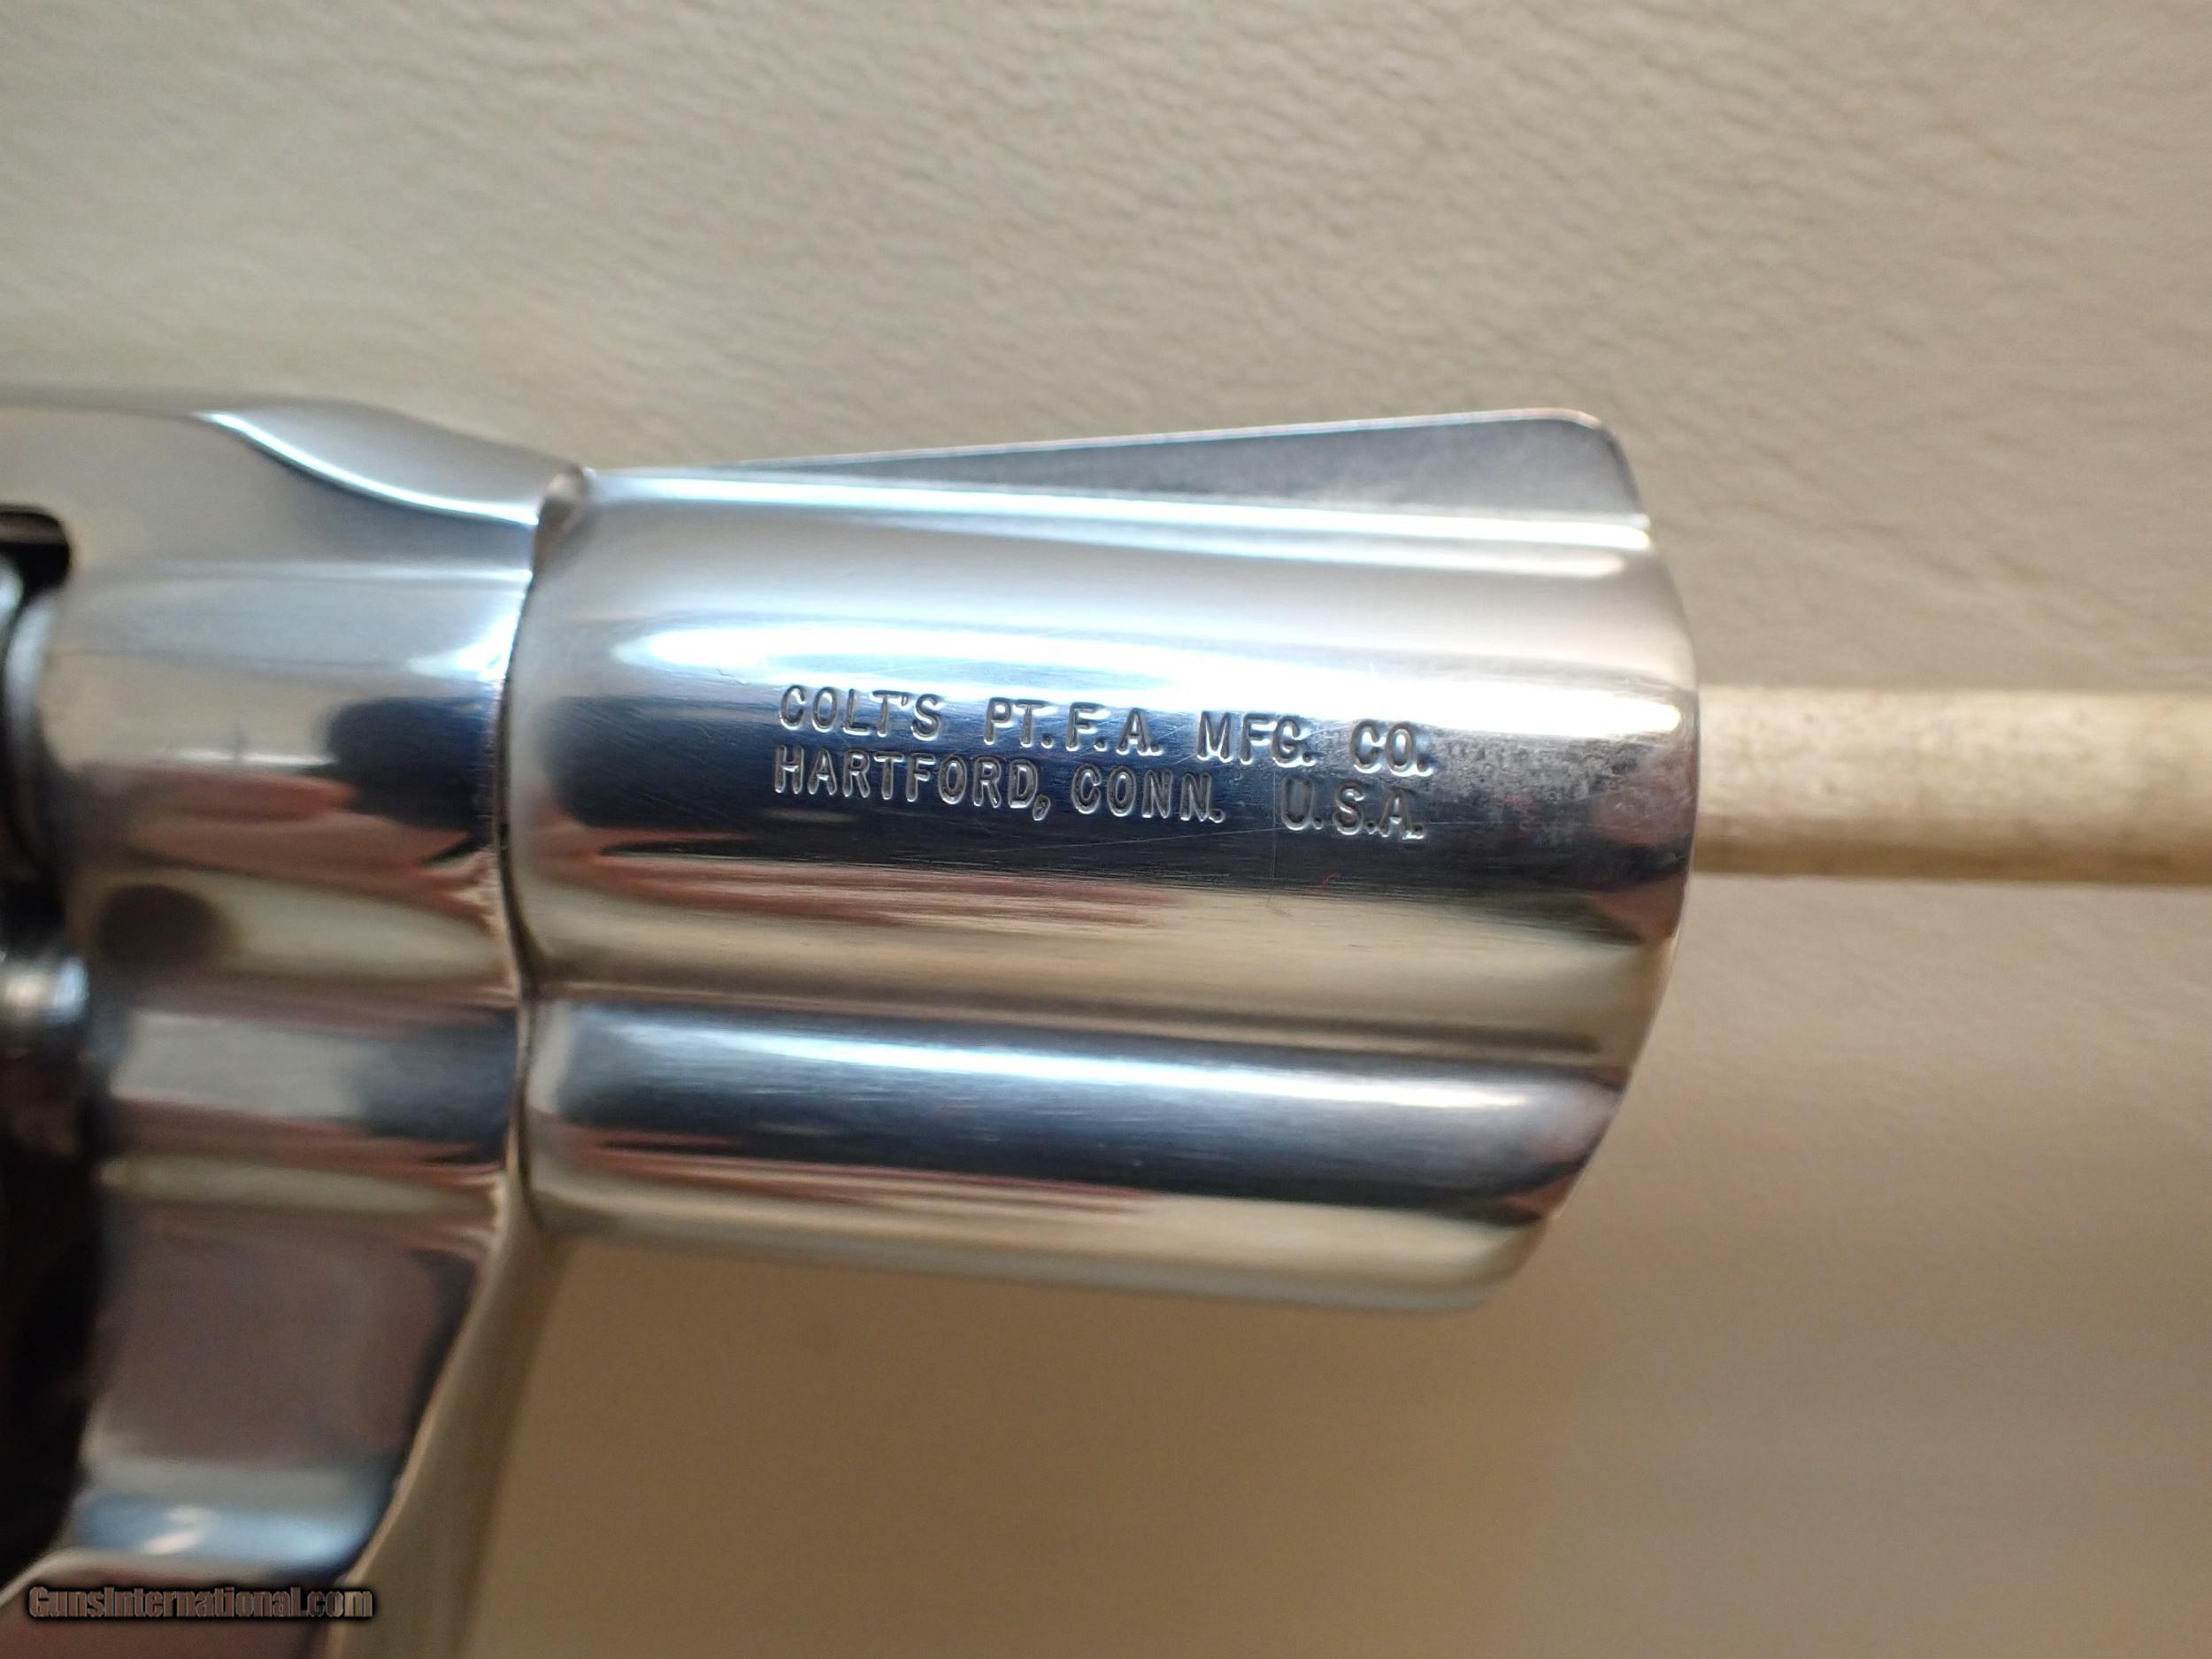 COLT'S PT. F. A. MFG. CO.
HARTFORD, CONN. U.S.A.
GunsInternational.com